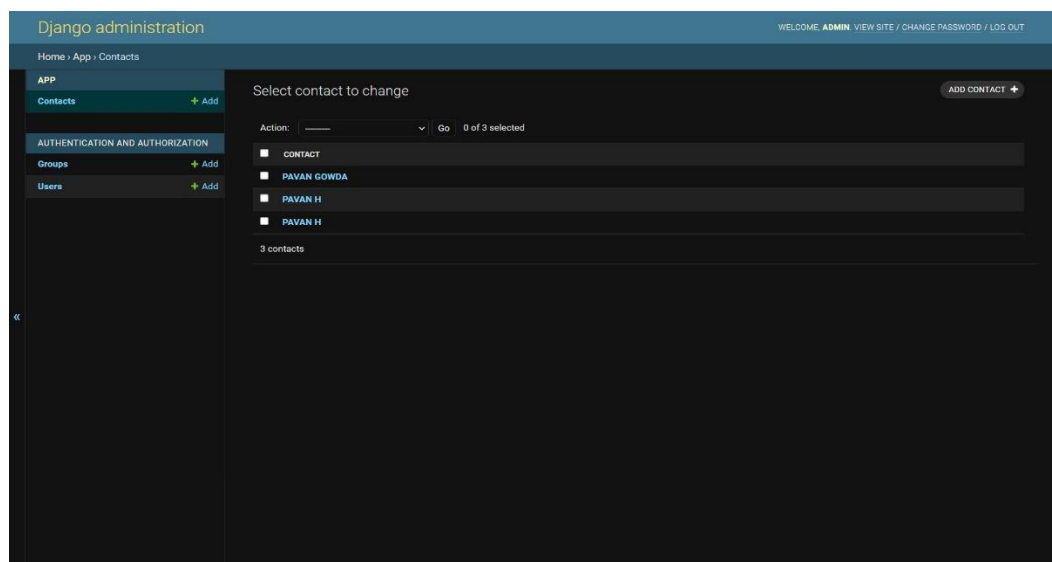 Django administration
WELCOME, ADMIN. VIEW SITE / CHANGE PASSWORD / LOG OUT
Home › App › Contacts
APP
Contacts + Add
AUTHENTICATION AND AUTHORIZATION
Groups + Add
Users + Add
«
Select contact to change
ADD CONTACT +
Action: --------- Go 0 of 3 selected
CONTACT
PAVAN GOWDA
PAVAN H
PAVAN H
3 contacts